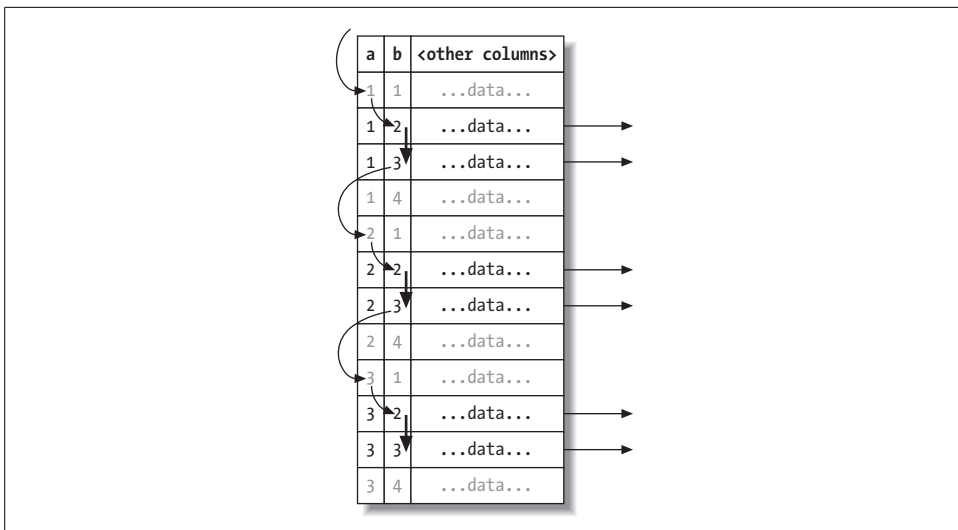 a b <other columns>
1 1 ...data...
1 2 ...data...
1 3 ...data...
1 4 ...data...
2 1 ...data...
2 2 ...data...
2 3 ...data...
2 4 ...data...
3 1 ...data...
3 2 ...data...
3 3 ...data...
3 4 ...data...